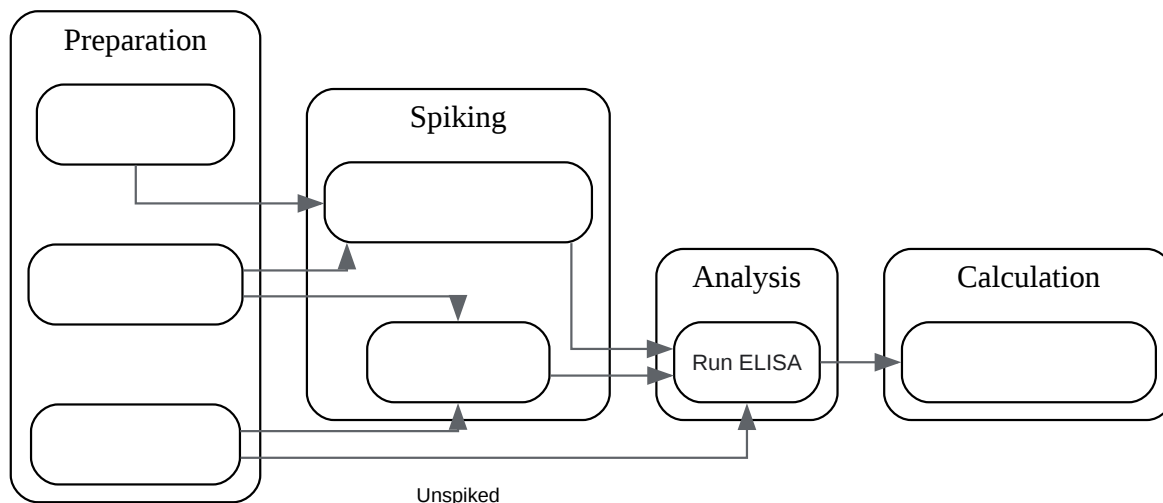 Preparation
Spiking
Analysis
Calculation
Run ELISA
Unspiked